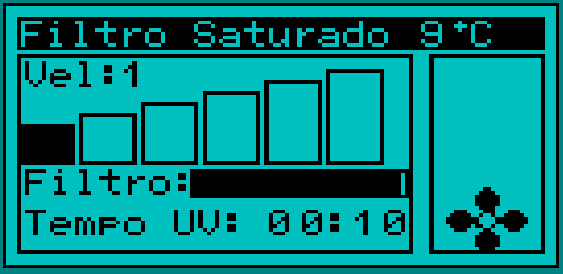 Filtro Saturado 9°C
Vel:1
Filtro:
Tempo UV: 00:10